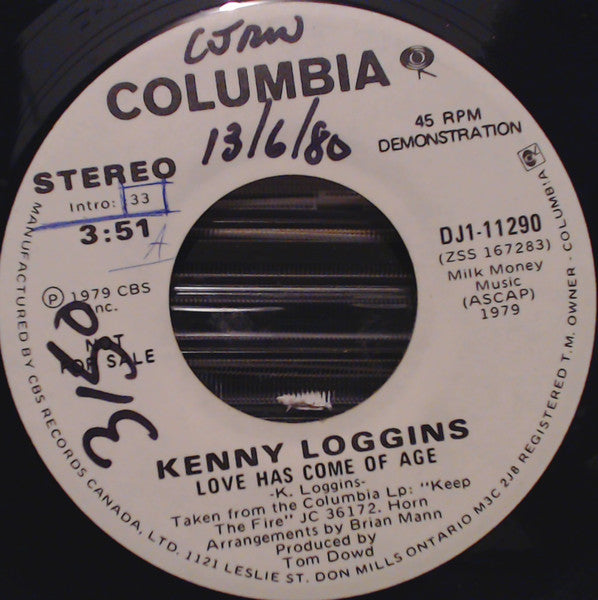 CJRW
COLUMBIA
13/6/80
45 RPM
DEMONSTRATION
STEREO
Intro: 33
3:51
A
DJ1-11290
(ZSS 167283)
Milk Money
Music
(ASCAP)
1979
Ⓟ 1979 CBS
Inc.
NOT
FOR SALE
3150
KENNY LOGGINS
LOVE HAS COME OF AGE
-K. Loggins-
Taken from the Columbia Lp: "Keep
The Fire" JC 36172. Horn
Arrangements by Brian Mann
Produced by
Tom Dowd
MANUFACTURED BY CBS RECORDS CANADA, LTD. 1121 LESLIE ST. DON MILLS ONTARIO M3C 2J8 REGISTERED T.M. OWNER - COLUMBIA